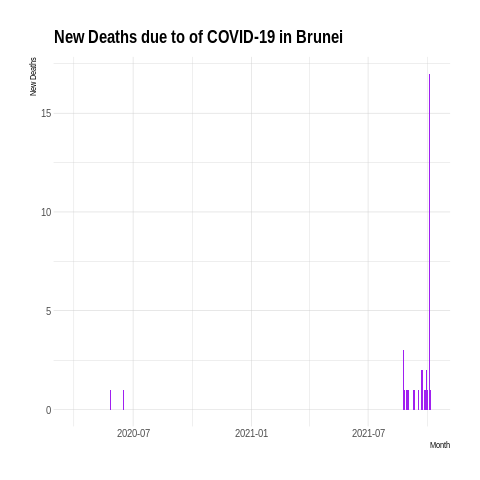 New Deaths due to of COVID-19 in Brunei
New Deaths
15
10
5
0
2020-07
2021-01
2021-07
Month